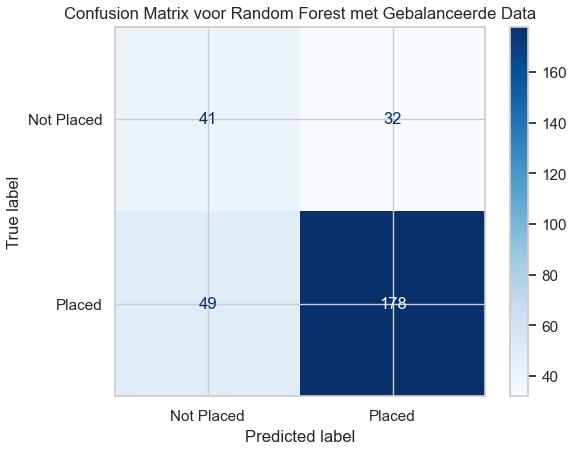 Confusion Matrix voor Random Forest met Gebalanceerde Data
True label
Not Placed
41
32
Placed
49
178
Not Placed
Placed
Predicted label
160
140
120
100
80
60
40